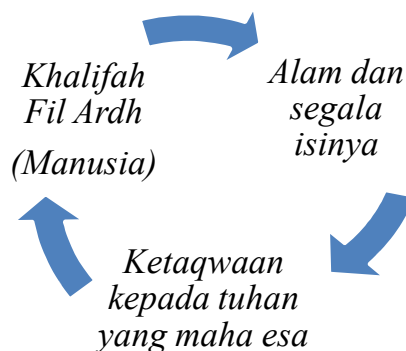 Khalifah
Fil Ardh
(Manusia)
Alam dan
segala
isinya
Ketaqwaan
kepada tuhan
yang maha esa